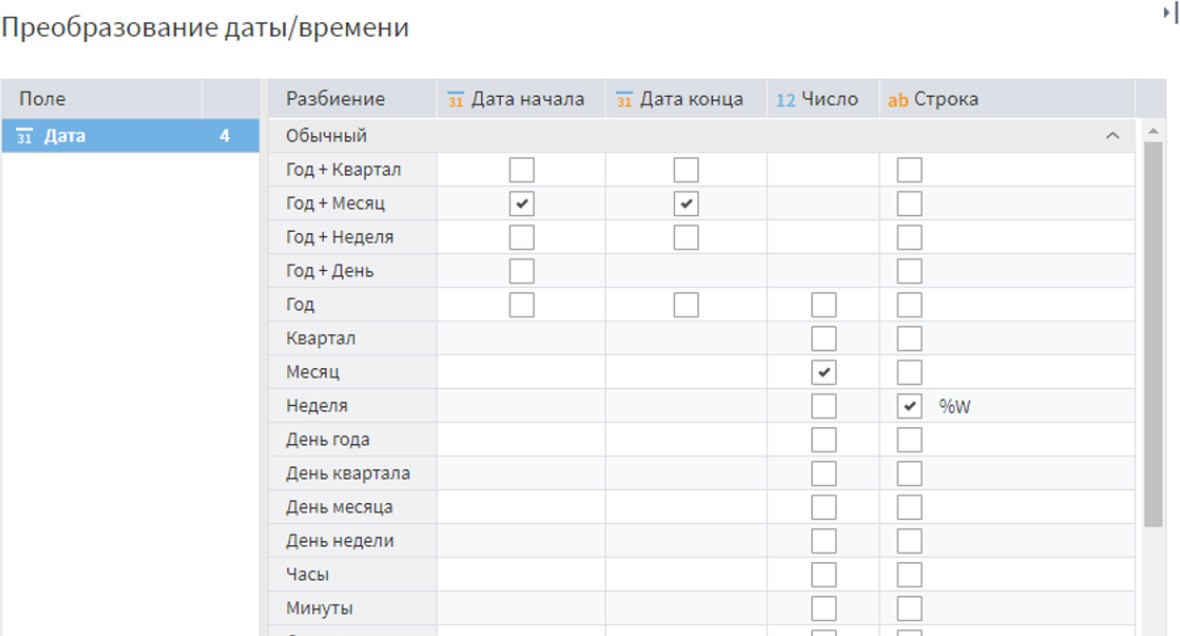 Преобразование даты/времени
Поле Разбиение 31 Дата начала 31 Дата конца 12 Число ab Строка
31 Дата 4 Обычный
Год + Квартал
Год + Месяц
Год + Неделя
Год + День
Год
Квартал
Месяц
Неделя %W
День года
День квартала
День месяца
День недели
Часы
Минуты